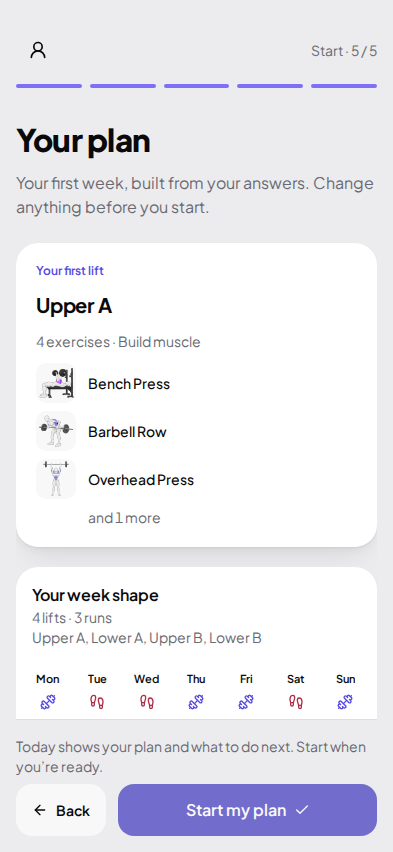 Start · 5 / 5
Your plan
Your first week, built from your answers. Change
anything before you start.
Your first lift
Upper A
4 exercises · Build muscle
Bench Press
Barbell Row
Overhead Press
and 1 more
Your week shape
4 lifts · 3 runs
Upper A, Lower A, Upper B, Lower B
Mon Tue Wed Thu Fri Sat Sun
Today shows your plan and what to do next. Start when
you're ready.
Back
Start my plan